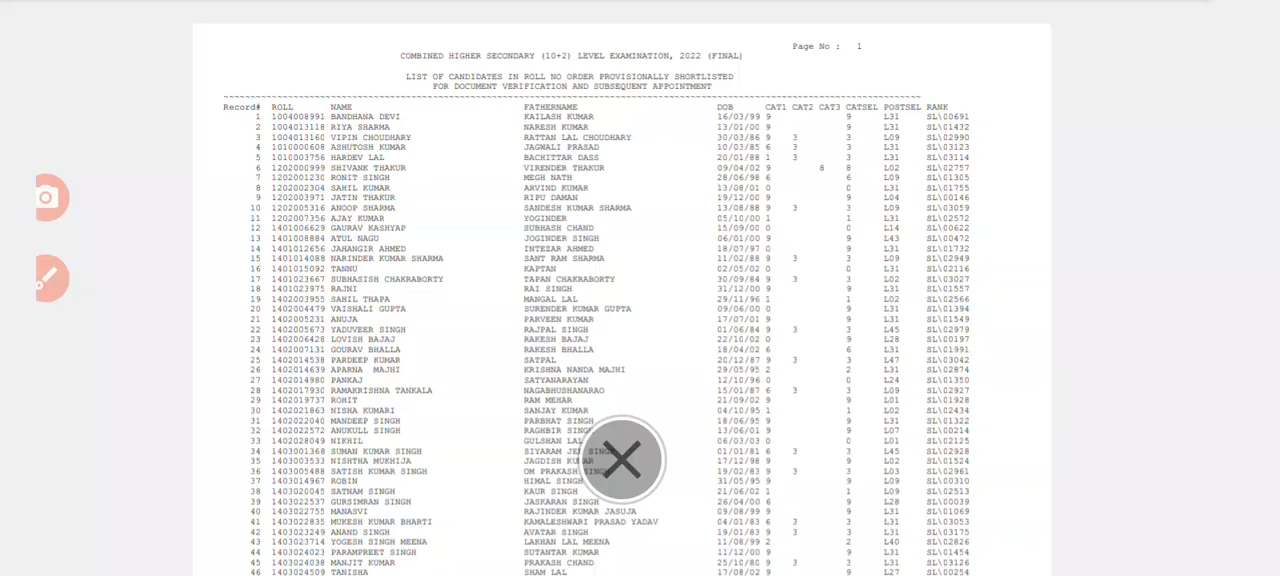 Page No : 1
COMBINED HIGHER SECONDARY (10+2) LEVEL EXAMINATION, 2022 (FINAL)
LIST OF CANDIDATES IN ROLL NO ORDER PROVISIONALLY SHORTLISTED
FOR DOCUMENT VERIFICATION AND SUBSEQUENT APPOINTMENT
Record# ROLL NAME FATHERNAME DOB CAT1 CAT2 CAT3 CATSEL POSTSEL RANK
1 1004008991 BANDHANA DEVI KAILASH KUMAR 16/03/99 9 9 L31 SL\00691
2 1004013118 RIYA SHARMA NARESH KUMAR 13/01/00 9 9 L31 SL\01432
3 1004013160 VIPIN CHOUDHARY RATTAN LAL CHOUDHARY 30/03/86 9 3 3 L09 SL\02990
4 1010000608 ASHUTOSH KUMAR JAGWALI PRASAD 10/03/85 6 3 3 L31 SL\03123
5 1010003756 HARDEV LAL BACHITTAR DASS 20/01/88 1 3 3 L31 SL\03114
6 1202000999 SHIVANK THAKUR VIRENDER THAKUR 09/04/02 9 8 8 L02 SL\02757
7 1202001230 RONIT SINGH MEGH NATH 28/06/98 6 6 L09 SL\01305
8 1202002304 SAHIL KUMAR ARVIND KUMAR 13/08/01 0 0 L31 SL\01755
9 1202003971 JATIN THAKUR RIPU DAMAN 19/12/00 9 9 L04 SL\00146
10 1202005316 ANOOP SHARMA SANDESH KUMAR SHARMA 13/08/88 9 3 3 L09 SL\03059
11 1202007356 AJAY KUMAR YOGINDER 05/10/00 1 1 L31 SL\02572
12 1401006629 GAURAV KASHYAP SUBHASH CHAND 15/09/00 0 0 L14 SL\00622
13 1401008884 ATUL NAGU JOGINDER SINGH 06/01/00 9 9 L43 SL\00472
14 1401012656 JAHANGIR AHMED INTEZAR AHMED 18/07/97 0 9 L31 SL\01732
15 1401014088 NARINDER KUMAR SHARMA SANT RAM SHARMA 11/02/88 9 3 3 L09 SL\02949
16 1401015092 TANNU KAPTAN 02/05/02 0 0 L31 SL\02116
17 1401023667 SUBHASISH CHAKRABORTY TAPAN CHAKRABORTY 30/09/84 9 3 3 L02 SL\03027
18 1401023975 RAJNI RAI SINGH 31/12/00 9 9 L31 SL\01557
19 1402003955 SAHIL THAPA MANGAL LAL 29/11/96 1 1 L02 SL\02566
20 1402004479 VAISHALI GUPTA SURENDER KUMAR GUPTA 09/06/00 0 9 L31 SL\01394
21 1402005231 ANUJA PARVEEN KUMAR 17/07/01 9 9 L31 SL\01549
22 1402005673 YADUVEER SINGH RAJPAL SINGH 01/06/84 9 3 3 L45 SL\02979
23 1402006428 LOVISH BAJAJ RAKESH BAJAJ 22/10/02 0 9 L28 SL\00197
24 1402007131 GOURAV BHALLA RAKESH BHALLA 18/04/02 6 6 L31 SL\01991
25 1402014538 PARDEEP KUMAR SATPAL 20/12/87 9 3 3 L47 SL\03042
26 1402014639 APARNA MAJHI KRISHNA NANDA MAJHI 29/05/95 2 2 L31 SL\02874
27 1402014980 PANKAJ SATYANARAYAN 12/10/96 0 0 L24 SL\01350
28 1402017930 RAMAKRISHNA TANKALA NAGABHUSHANARAO 15/01/87 6 3 3 L09 SL\02927
29 1402019737 ROHIT RAM MEHAR 21/09/02 9 9 L01 SL\01928
30 1402021863 NISHA KUMARI SANJAY KUMAR 04/10/95 1 1 L02 SL\02434
31 1402022040 MANDEEP SINGH PARBHAT SINGH 18/06/95 9 9 L31 SL\01322
32 1402022572 ANUKULL SINGH RAGHBIR SINGH 13/06/01 9 9 L07 SL\00214
33 1402028049 NIKHIL GULSHAN LAL 06/03/03 0 0 L01 SL\02125
34 1403001368 SUMAN KUMAR SINGH SIYARAM JEE SINGH 01/01/81 6 3 3 L45 SL\02928
35 1403003533 NISHTHA MUKHIJA JAGDISH KUMAR 17/12/98 9 9 L02 SL\01524
36 1403005488 SATISH KUMAR SINGH OM PRAKASH SINGH 19/02/83 9 3 3 L03 SL\02961
37 1403014967 ROBIN HIMAL SINGH 31/05/95 9 9 L09 SL\00310
38 1403020045 SATNAM SINGH KAUR SINGH 21/06/02 1 1 L09 SL\02513
39 1403022537 GURSIMRAN SINGH JASKARAN SINGH 26/04/00 6 9 L28 SL\00039
40 1403022755 MANASVI RAJINDER KUMAR JASUJA 09/08/99 9 9 L31 SL\01069
41 1403022835 MUKESH KUMAR BHARTI KAMALESHWARI PRASAD YADAV 04/01/83 6 3 3 L31 SL\03053
42 1403023249 ANAND SINGH AVATAR SINGH 19/01/83 9 3 3 L31 SL\03175
43 1403023714 YOGESH SINGH MEENA LAKHAN LAL MEENA 11/08/99 2 2 L40 SL\02826
44 1403024023 PARAMPREET SINGH SUTANTAR KUMAR 11/12/00 9 9 L31 SL\01454
45 1403024038 MANJIT KUMAR PRAKASH CHAND 25/10/80 9 3 3 L31 SL\03126
46 1403024509 TANISHA SHAM LAL 17/08/02 9 9 L27 SL\00254